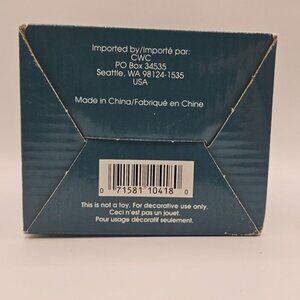 Imported by/Importé par:
CWC
PO Box 34535
Seattle, WA 98124-1535
USA
Made in China/Fabriqué en Chine
0 71581 10418 0
This is not a toy. For decorative use only.
Ceci n'est pas un jouet.
Pour usage décoratif seulement.